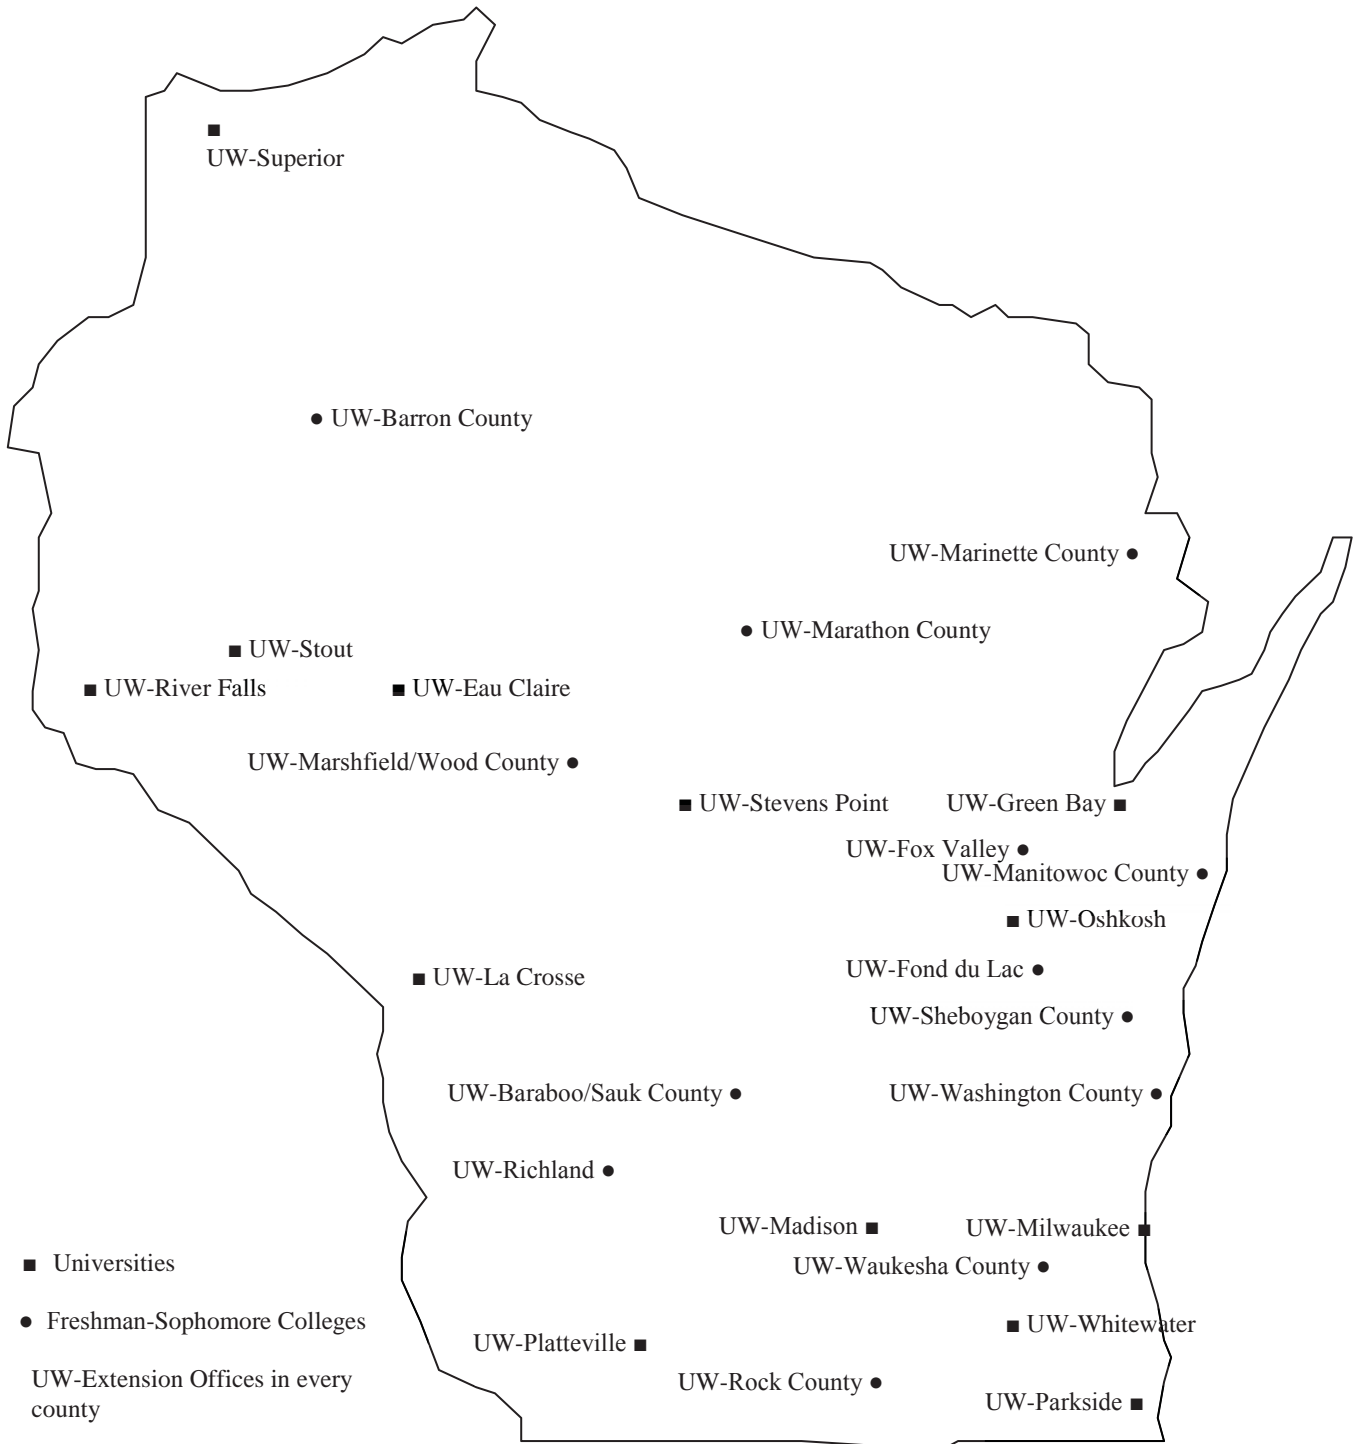 UW-Superior
● UW-Barron County
UW-Marinette County ●
● UW-Marathon County
■ UW-Stout
■ UW-River Falls
■ UW-Eau Claire
UW-Marshfield/Wood County ●
■ UW-Stevens Point
UW-Green Bay ■
UW-Fox Valley ●
UW-Manitowoc County ●
■ UW-Oshkosh
UW-Fond du Lac ●
■ UW-La Crosse
UW-Sheboygan County ●
UW-Baraboo/Sauk County ●
UW-Washington County ●
UW-Richland ●
UW-Madison ■
UW-Milwaukee ■
■ Universities
UW-Waukesha County ●
● Freshman-Sophomore Colleges
■ UW-Whitewater
UW-Platteville ■
UW-Rock County ●
UW-Extension Offices in every
county
UW-Parkside ■